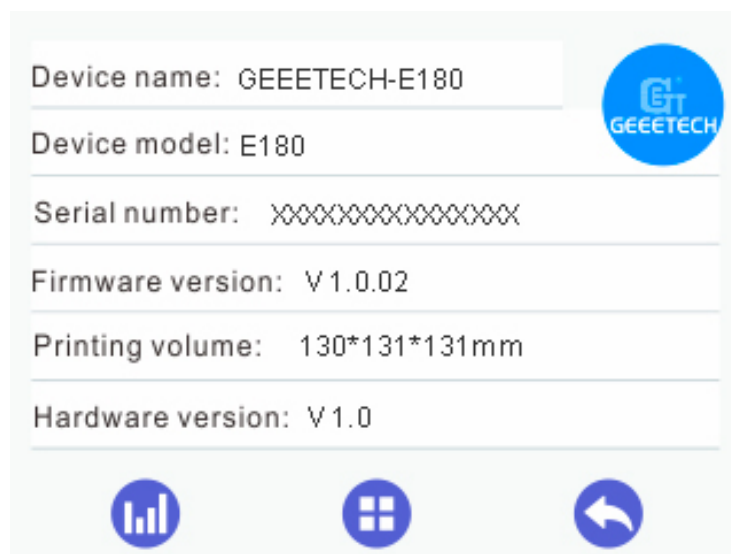 Device name: GEEETECH-E180
GEEETECH
Device model: E180
Serial number: XXXXXXXXXXXXXXXX
Firmware version: V1.0.02
Printing volume: 130*131*131mm
Hardware version: V1.0